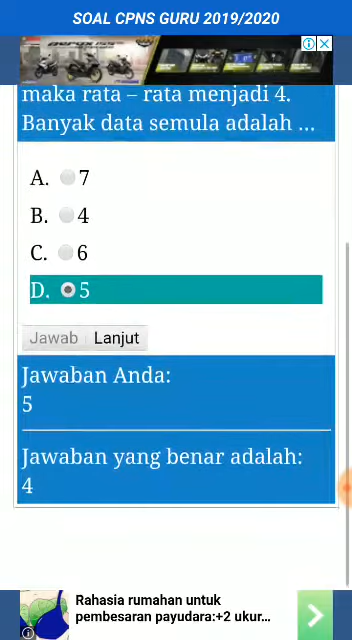 SOAL CPNS GURU 2019/2020
maka rata – rata menjadi 4.
Banyak data semula adalah ...
A. 7
B. 4
C. 6
D. 5
Jawab Lanjut
Jawaban Anda:
5
Jawaban yang benar adalah:
4
Rahasia rumahan untuk
pembesaran payudara:+2 ukur...